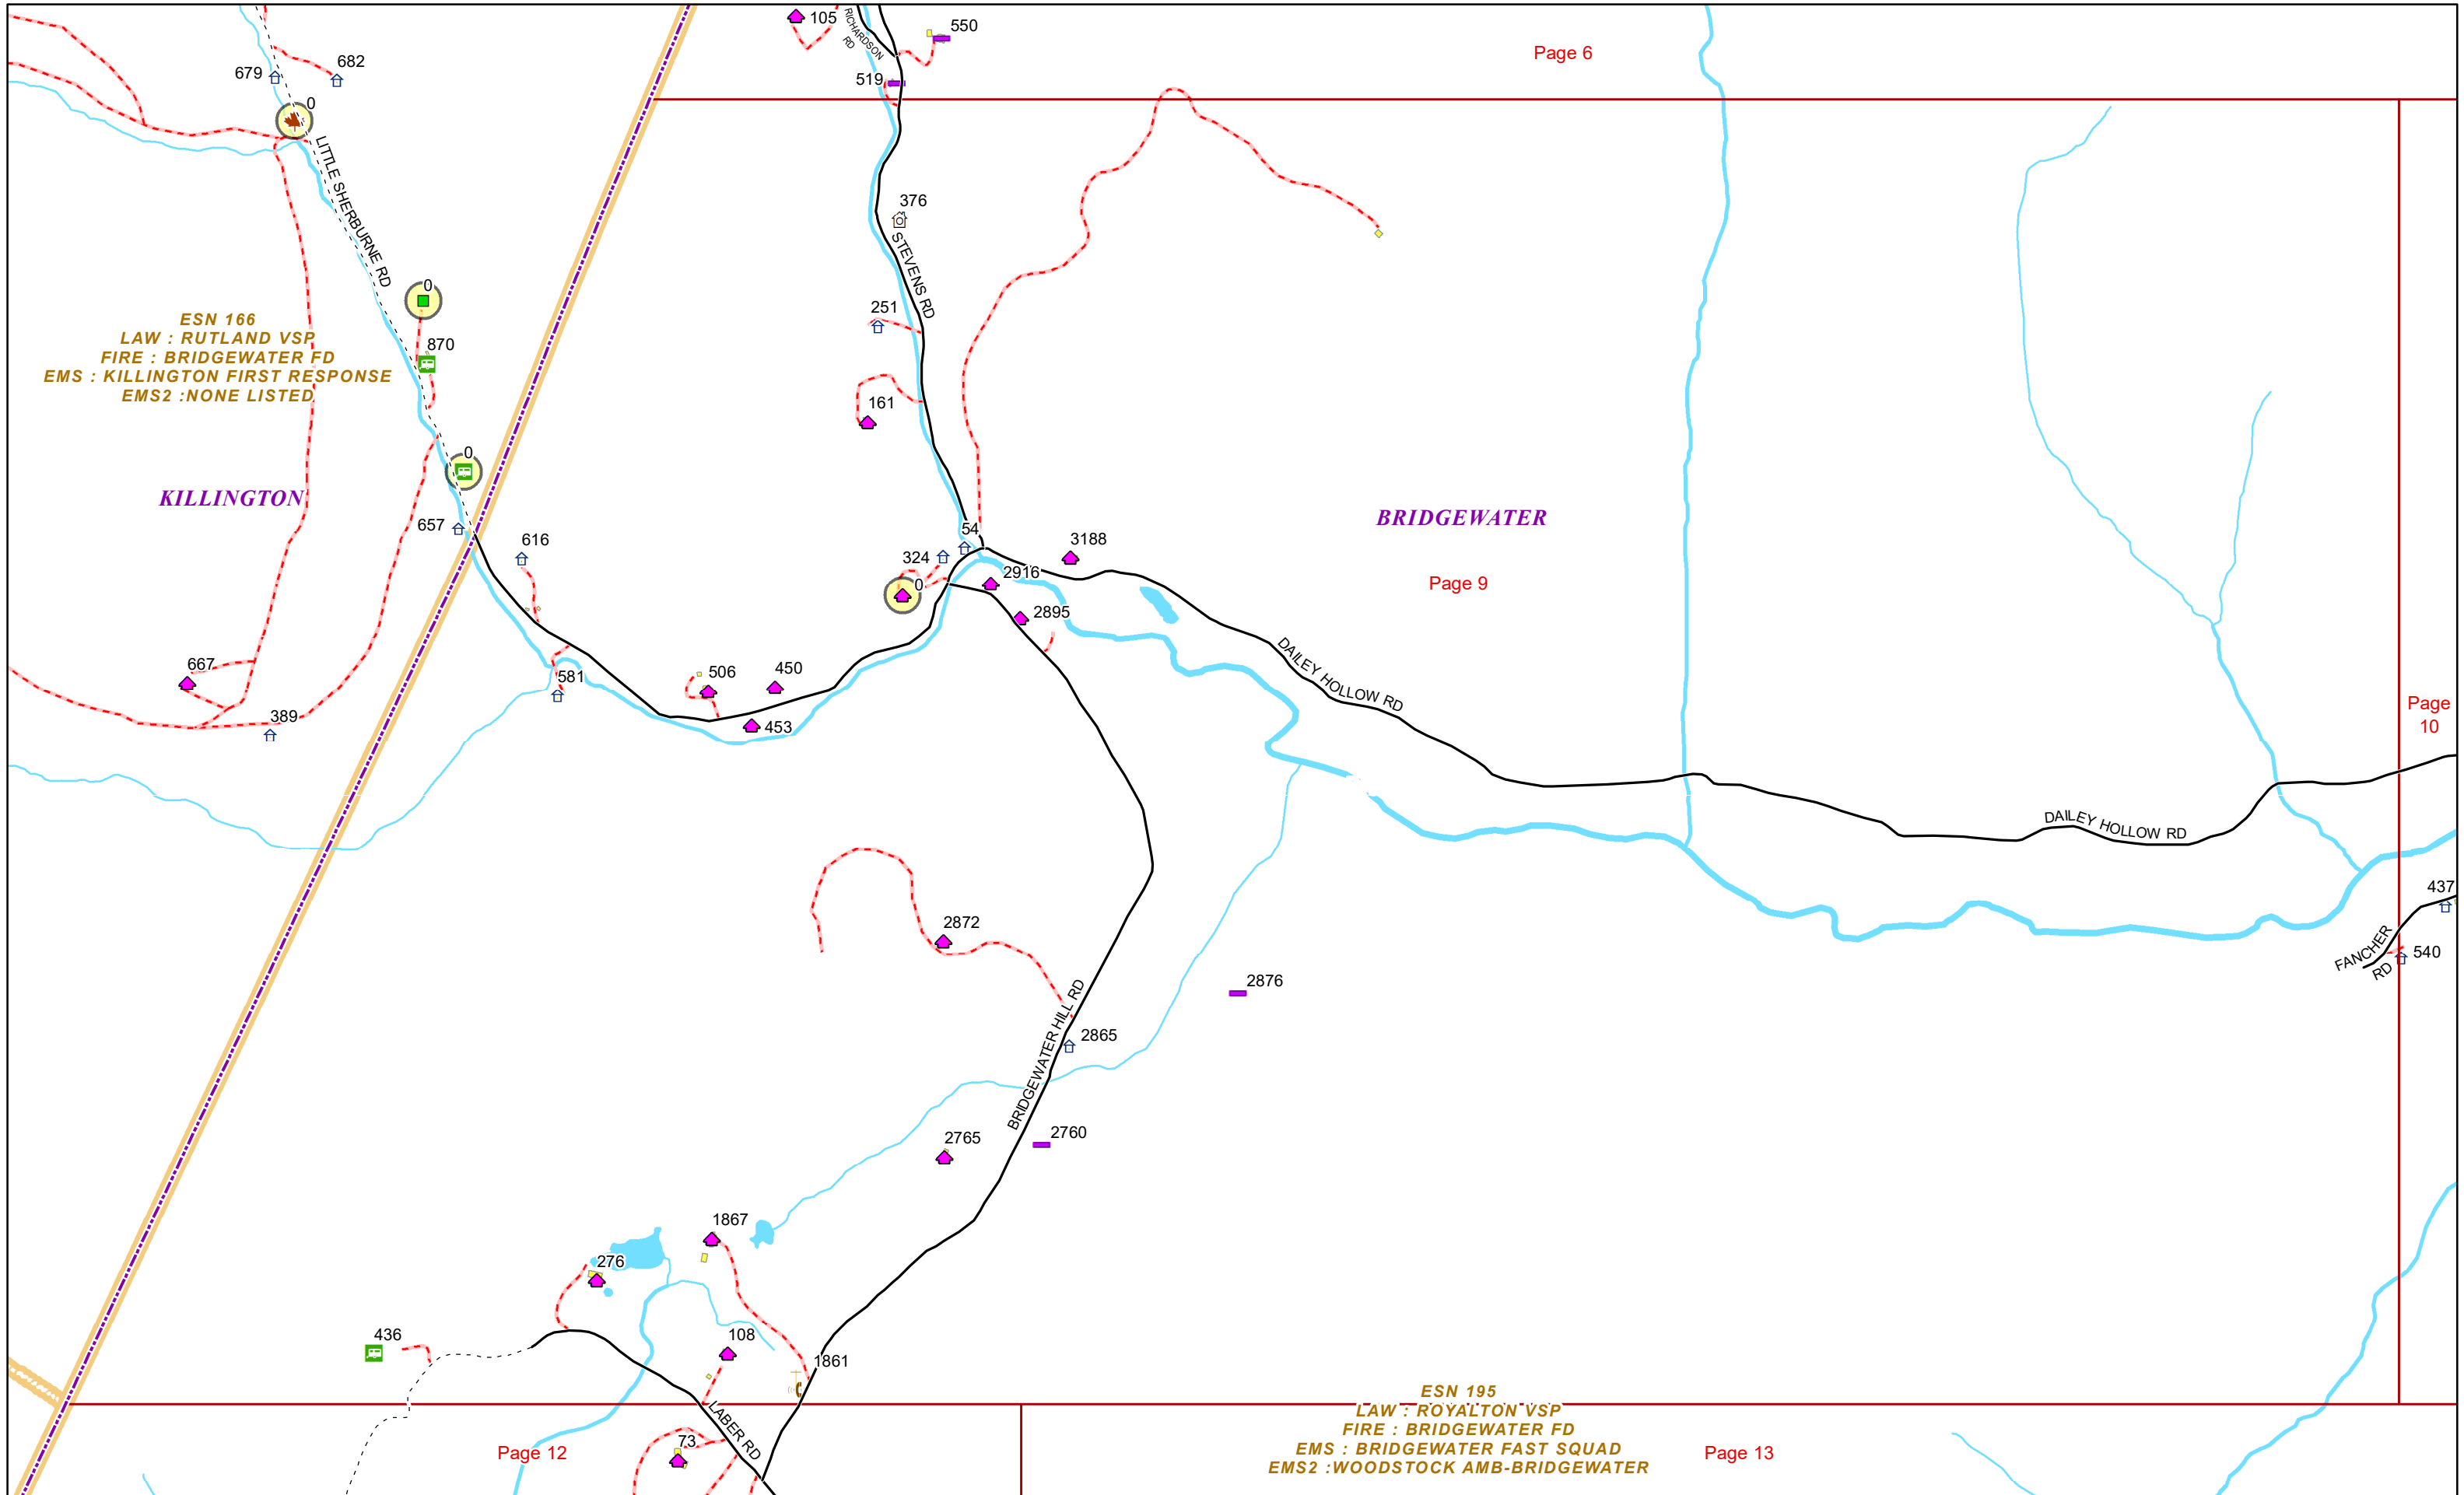 105
RICHARDSON
RD
550
Page 6
679
682
519
0
LITTLE SHERBURNE RD
376
STEVENS RD
0
251
ESN 166
LAW : RUTLAND VSP
FIRE : BRIDGEWATER FD
EMS : KILLINGTON FIRST RESPONSE
EMS2 :NONE LISTED
870
161
0
KILLINGTON
BRIDGEWATER
657
616
54
324
3188
2916
0
Page 9
2895
667
581
506
450
453
389
DAILEY HOLLOW RD
Page
10
DAILEY HOLLOW RD
437
2872
FANCHER
RD
540
2876
BRIDGEWATER HILL RD
2865
2765
2760
1867
276
436
108
1861
LABER RD
73
Page 12
ESN 195
LAW : ROYALTON VSP
FIRE : BRIDGEWATER FD
EMS : BRIDGEWATER FAST SQUAD
EMS2 :WOODSTOCK AMB-BRIDGEWATER
Page 13